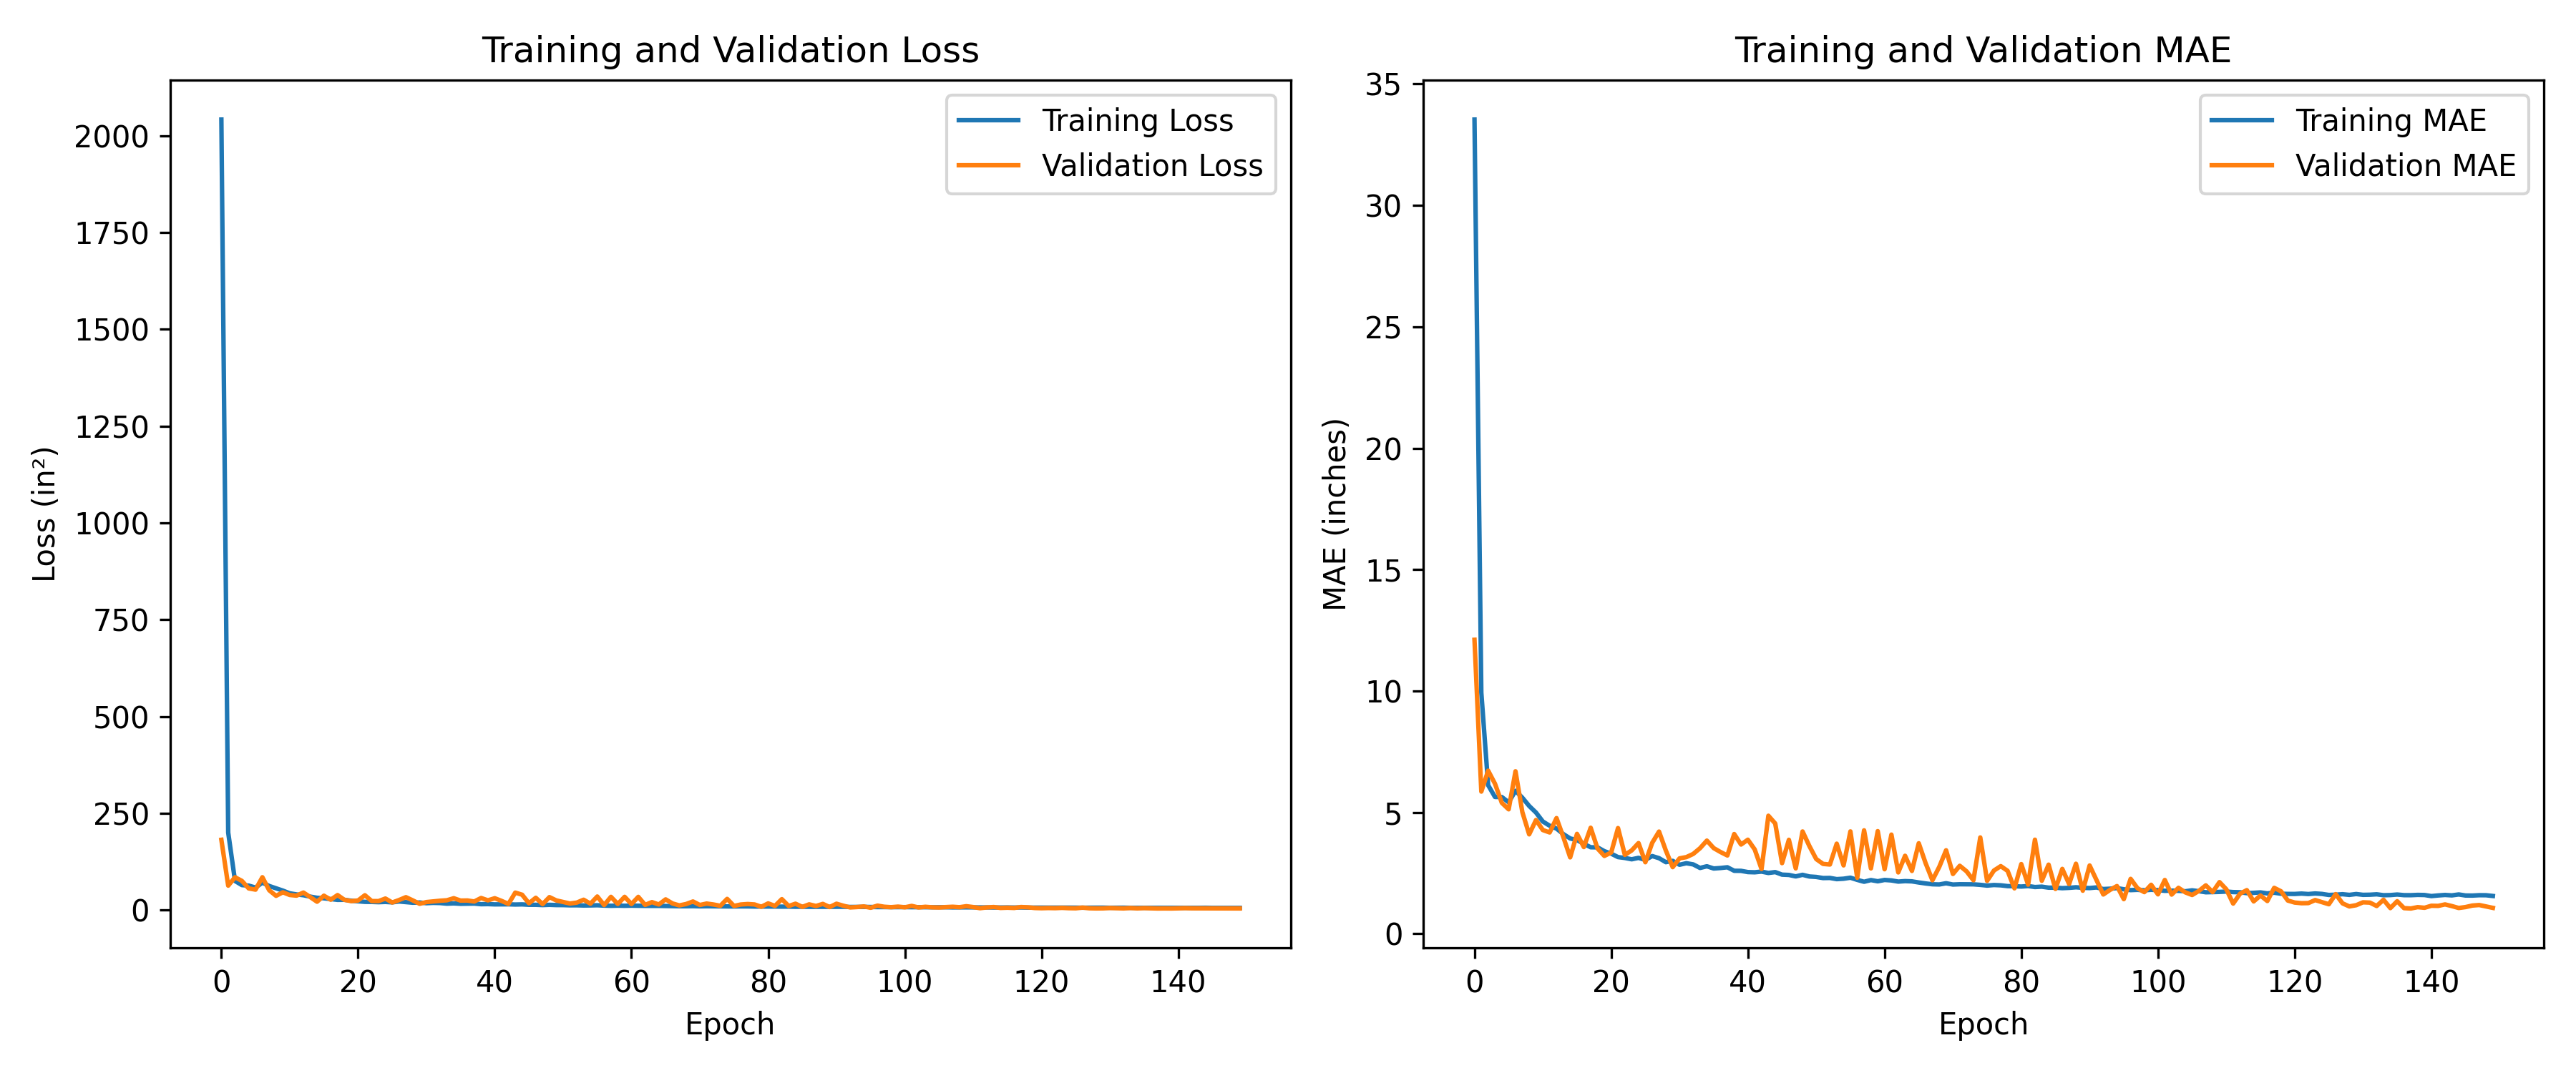 Training and Validation Loss
Training Loss
Validation Loss
2000
1750
1500
1250
1000
750
500
250
0
Loss (in²)
0 20 40 60 80 100 120 140
Epoch
Training and Validation MAE
Training MAE
Validation MAE
35
30
25
20
15
10
5
0
MAE (inches)
0 20 40 60 80 100 120 140
Epoch